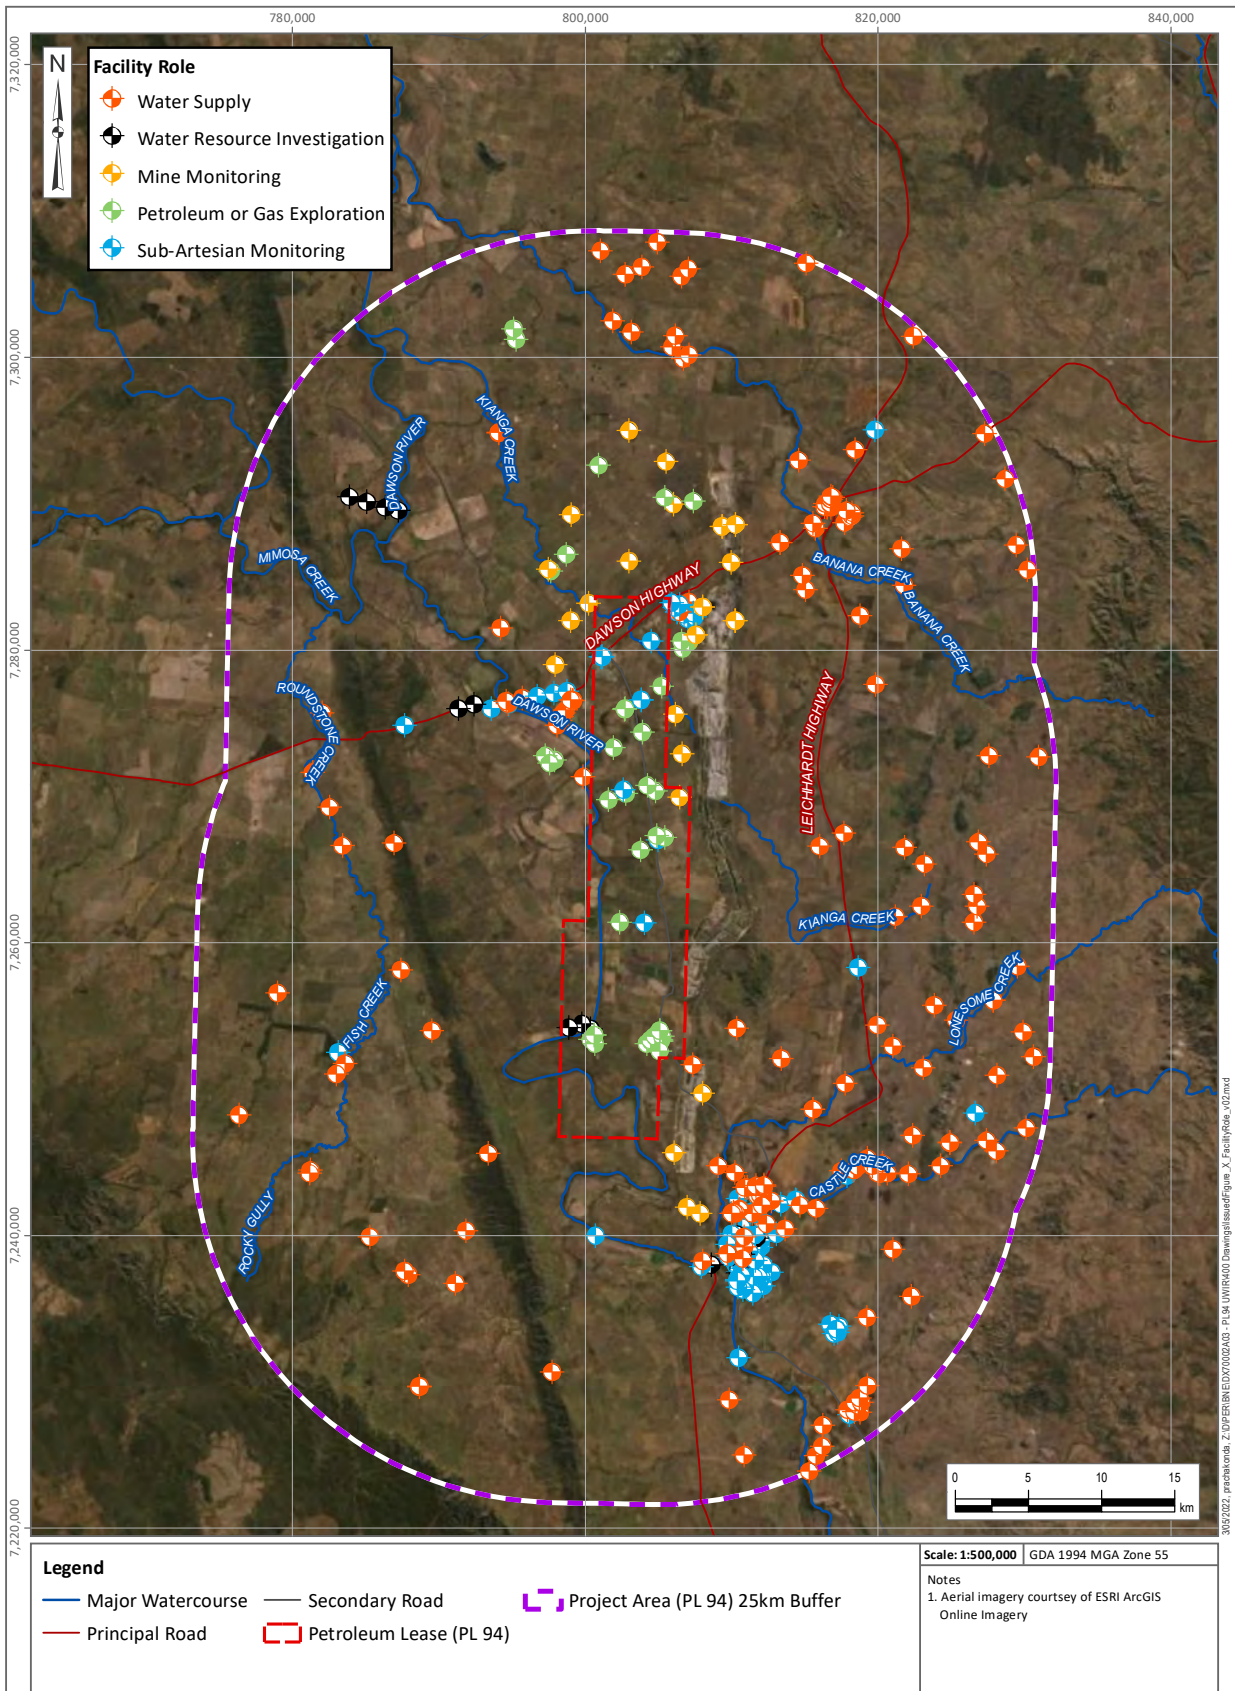 780,000
800,000
820,000
840,000
7,320,000
7,300,000
7,280,000
7,260,000
7,240,000
7,220,000
N
Facility Role
Water Supply
Water Resource Investigation
Mine Monitoring
Petroleum or Gas Exploration
Sub-Artesian Monitoring
KIANGA CREEK
DAWSON RIVER
MIMOSA CREEK
BANANA CREEK
BANANA CREEK
DAWSON HIGHWAY
ROUNDSTONE CREEK
DAWSON RIVER
LEICHHARDT HIGHWAY
KIANGA CREEK
LONESOME CREEK
FISH CREEK
CASTLE CREEK
ROCKY GULLY
0 5 10 15
km
Legend
Major Watercourse
Secondary Road
Project Area (PL 94) 25km Buffer
Principal Road
Petroleum Lease (PL 94)
Scale: 1:500,000
GDA 1994 MGA Zone 55
Notes
1. Aerial imagery courtsey of ESRI ArcGIS
Online Imagery